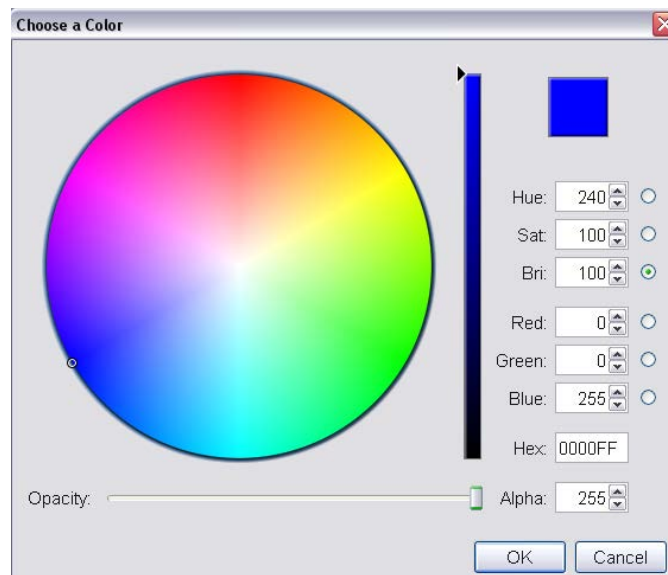 Choose a Color
Hue: 240
Sat: 100
Bri: 100
Red: 0
Green: 0
Blue: 255
Hex: 0000FF
Opacity:
Alpha: 255
OK
Cancel